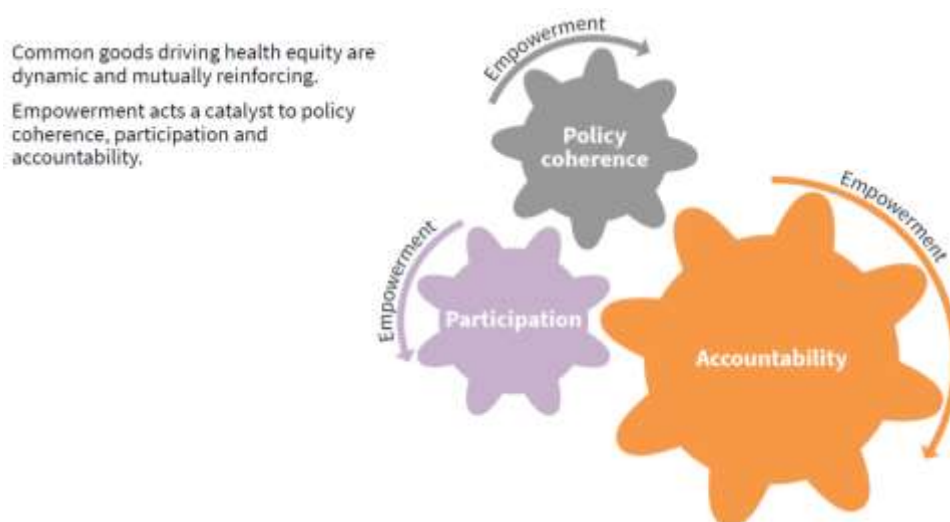 Common goods driving health equity are
dynamic and mutually reinforcing.
Empowerment acts a catalyst to policy
coherence, participation and
accountability.
Empowerment
Policy
coherence
Empowerment
Participation
Empowerment
Accountability